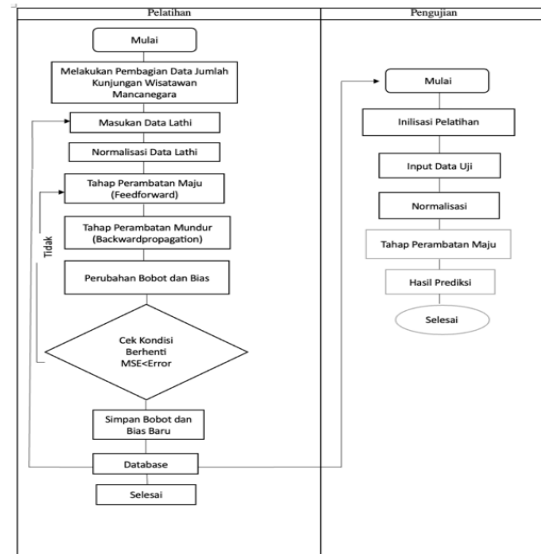 Pelatihan
Mulai
Melakukan Pembagian Data Jumlah
Kunjungan Wisatawan
Mancanegara
Masukan Data Lathi
Normalisasi Data Lathi
Tahap Perambatan Maju
(Feedforward)
Tahap Perambatan Mundur
(Backwardpropagation)
Perubahan Bobot dan Bias
Tidak
Cek Kondisi
Berhenti
MSE<Error
Simpan Bobot dan
Bias Baru
Database
Selesai
Pengujian
Mulai
Inilisasi Pelatihan
Input Data Uji
Normalisasi
Tahap Perambatan Maju
Hasil Prediksi
Selesai